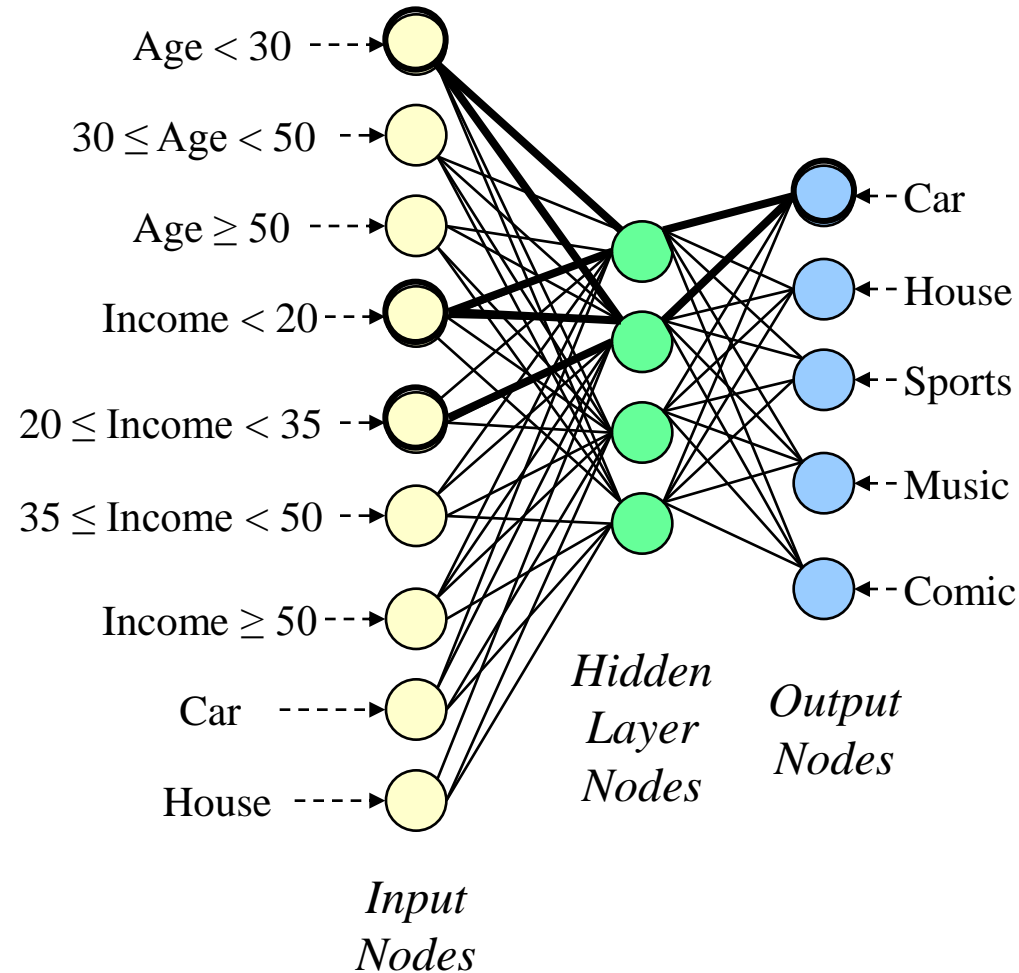 Age < 30
30 ≤ Age < 50
Age ≥ 50
Income < 20
20 ≤ Income < 35
35 ≤ Income < 50
Income ≥ 50
Car
House
Input
Nodes
Hidden
Layer
Nodes
Car
House
Sports
Music
Comic
Output
Nodes